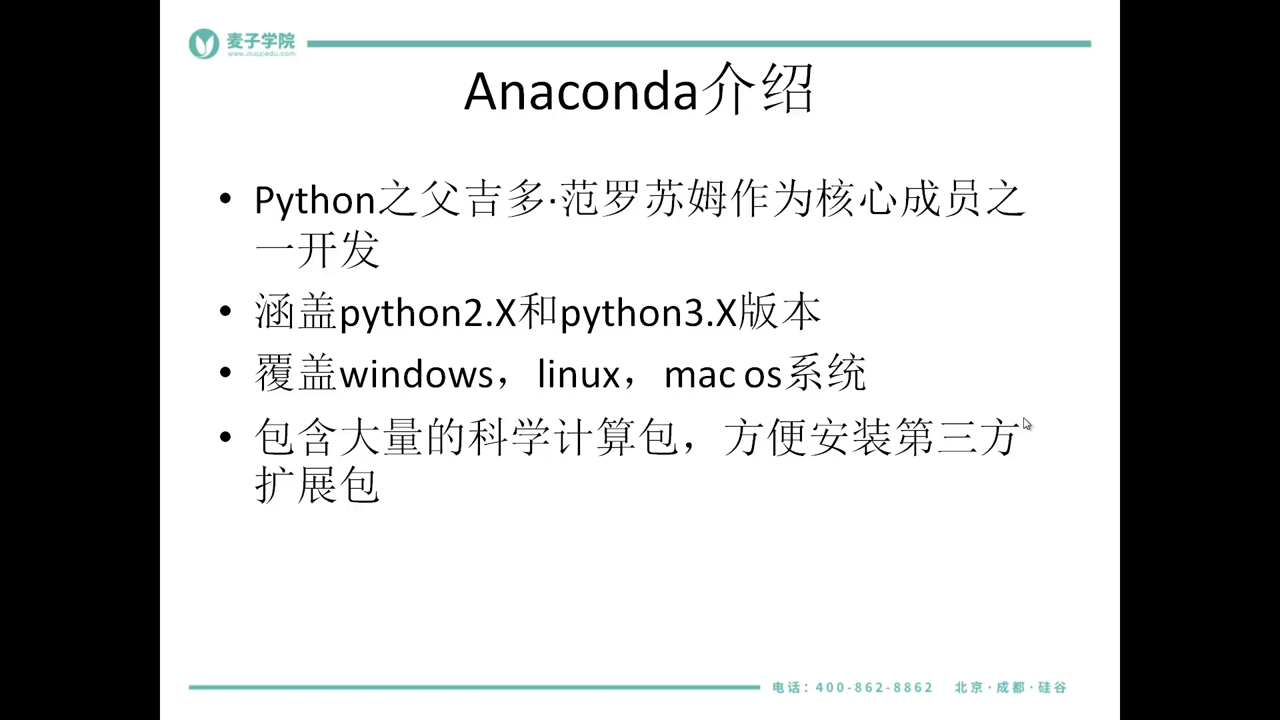 麦子学院
www.maiziedu.com
Anaconda介绍
• Python之父吉多·范罗苏姆作为核心成员之
一开发
• 涵盖python2.X和python3.X版本
• 覆盖windows，linux，mac os系统
• 包含大量的科学计算包，方便安装第三方
扩展包
电话：400-862-8862 北京·成都·硅谷